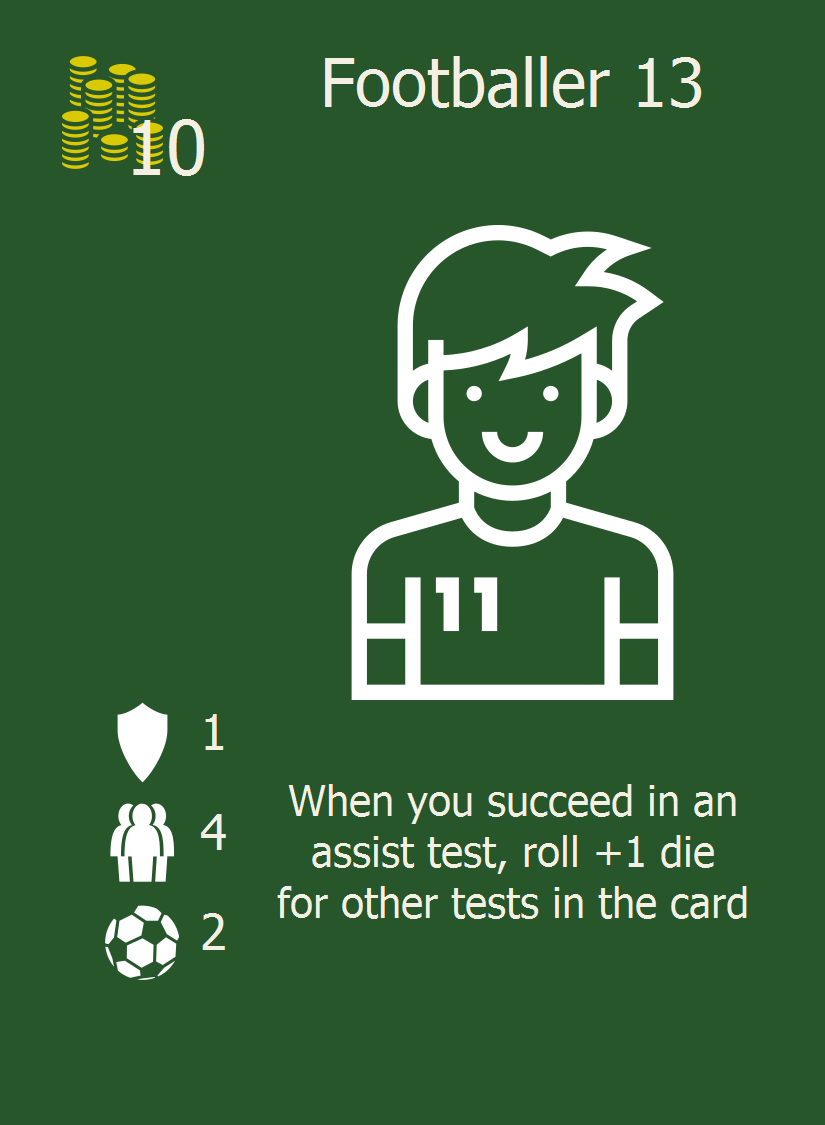 Footballer 13
10
11
1
4
2
When you succeed in an
assist test, roll +1 die
for other tests in the card